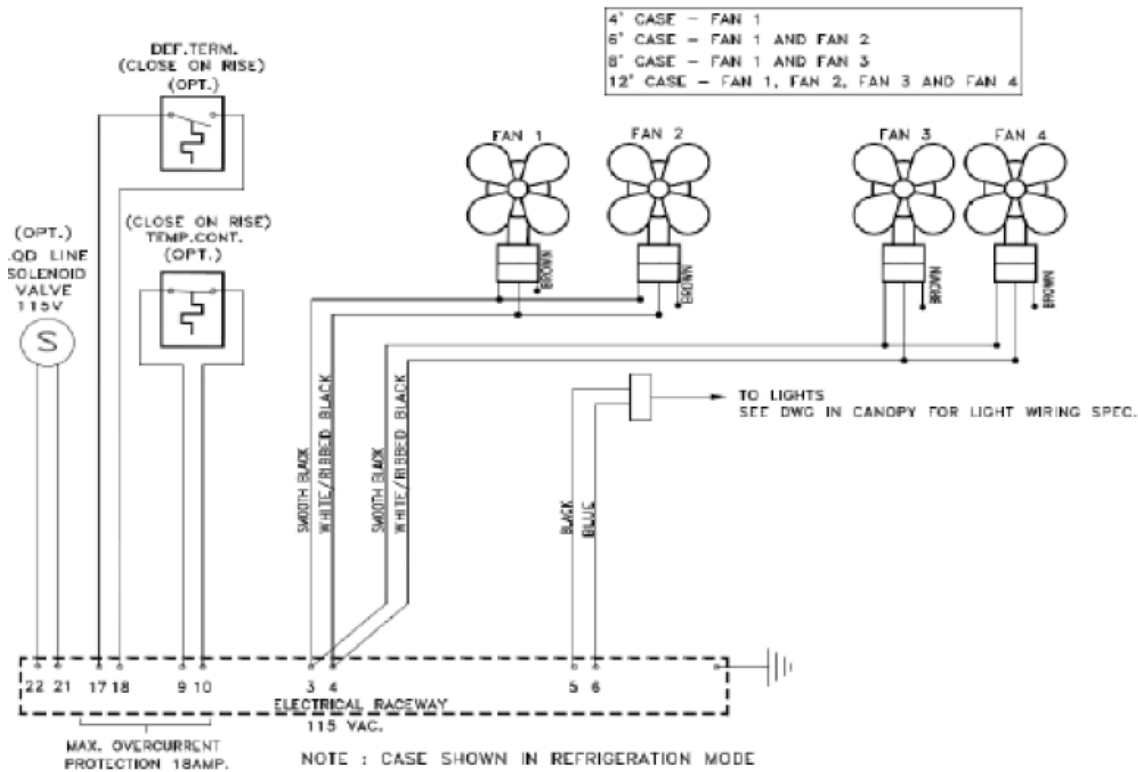 4' CASE - FAN 1
6' CASE - FAN 1 AND FAN 2
8' CASE - FAN 1 AND FAN 3
12' CASE - FAN 1, FAN 2, FAN 3 AND FAN 4
DEF.TERM.
(CLOSE ON RISE)
(OPT.)
FAN 1
FAN 2
FAN 3
FAN 4
(CLOSE ON RISE)
TEMP.CONT.
(OPT.)
(OPT.)
.QD LINE
SOLENOID
VALVE
115V
S
BROWN
BROWN
BROWN
BROWN
TO LIGHTS
SEE DWG IN CANOPY FOR LIGHT WIRING SPEC.
SMOOTH BLACK
WHITE/RIBBED BLACK
SMOOTH BLACK
WHITE/RIBBED BLACK
BLACK
BLUE
22 21 17 18 9 10 3 4 5 6
ELECTRICAL RACEWAY
115 VAC.
MAX. OVERCURRENT
PROTECTION 18AMP.
NOTE : CASE SHOWN IN REFRIGERATION MODE